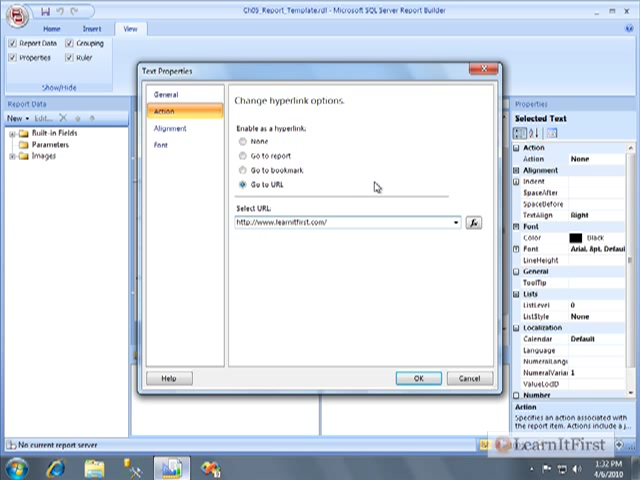 Ch05_Report_Template.rdl - Microsoft SQL Server Report Builder
Home Insert View
Report Data Grouping
Properties Ruler
Show/Hide
Report Data
New Edit...
Built-in Fields
Parameters
Images
Text Properties
General
Action
Alignment
Font
Change hyperlink options.
Enable as a hyperlink:
None
Go to report
Go to bookmark
Go to URL
Select URL:
http://www.learnitfirst.com/
fx
Help OK Cancel
Properties
Selected Text
Action
Action None
Alignment
Indent
SpaceAfter
SpaceBefore
TextAlign Right
Font
Color Black
Font Arial, 8pt, Defaul
LineHeight
General
ToolTip
Lists
ListLevel 0
ListStyle None
Localization
Calendar Default
Language
NumeralLang
NumeralVaria 1
ValueLocID
Number
Action
Specifies an action associated with
the report item. Actions include a j
No current report server
LearnItFirst
1:32 PM
4/6/2010